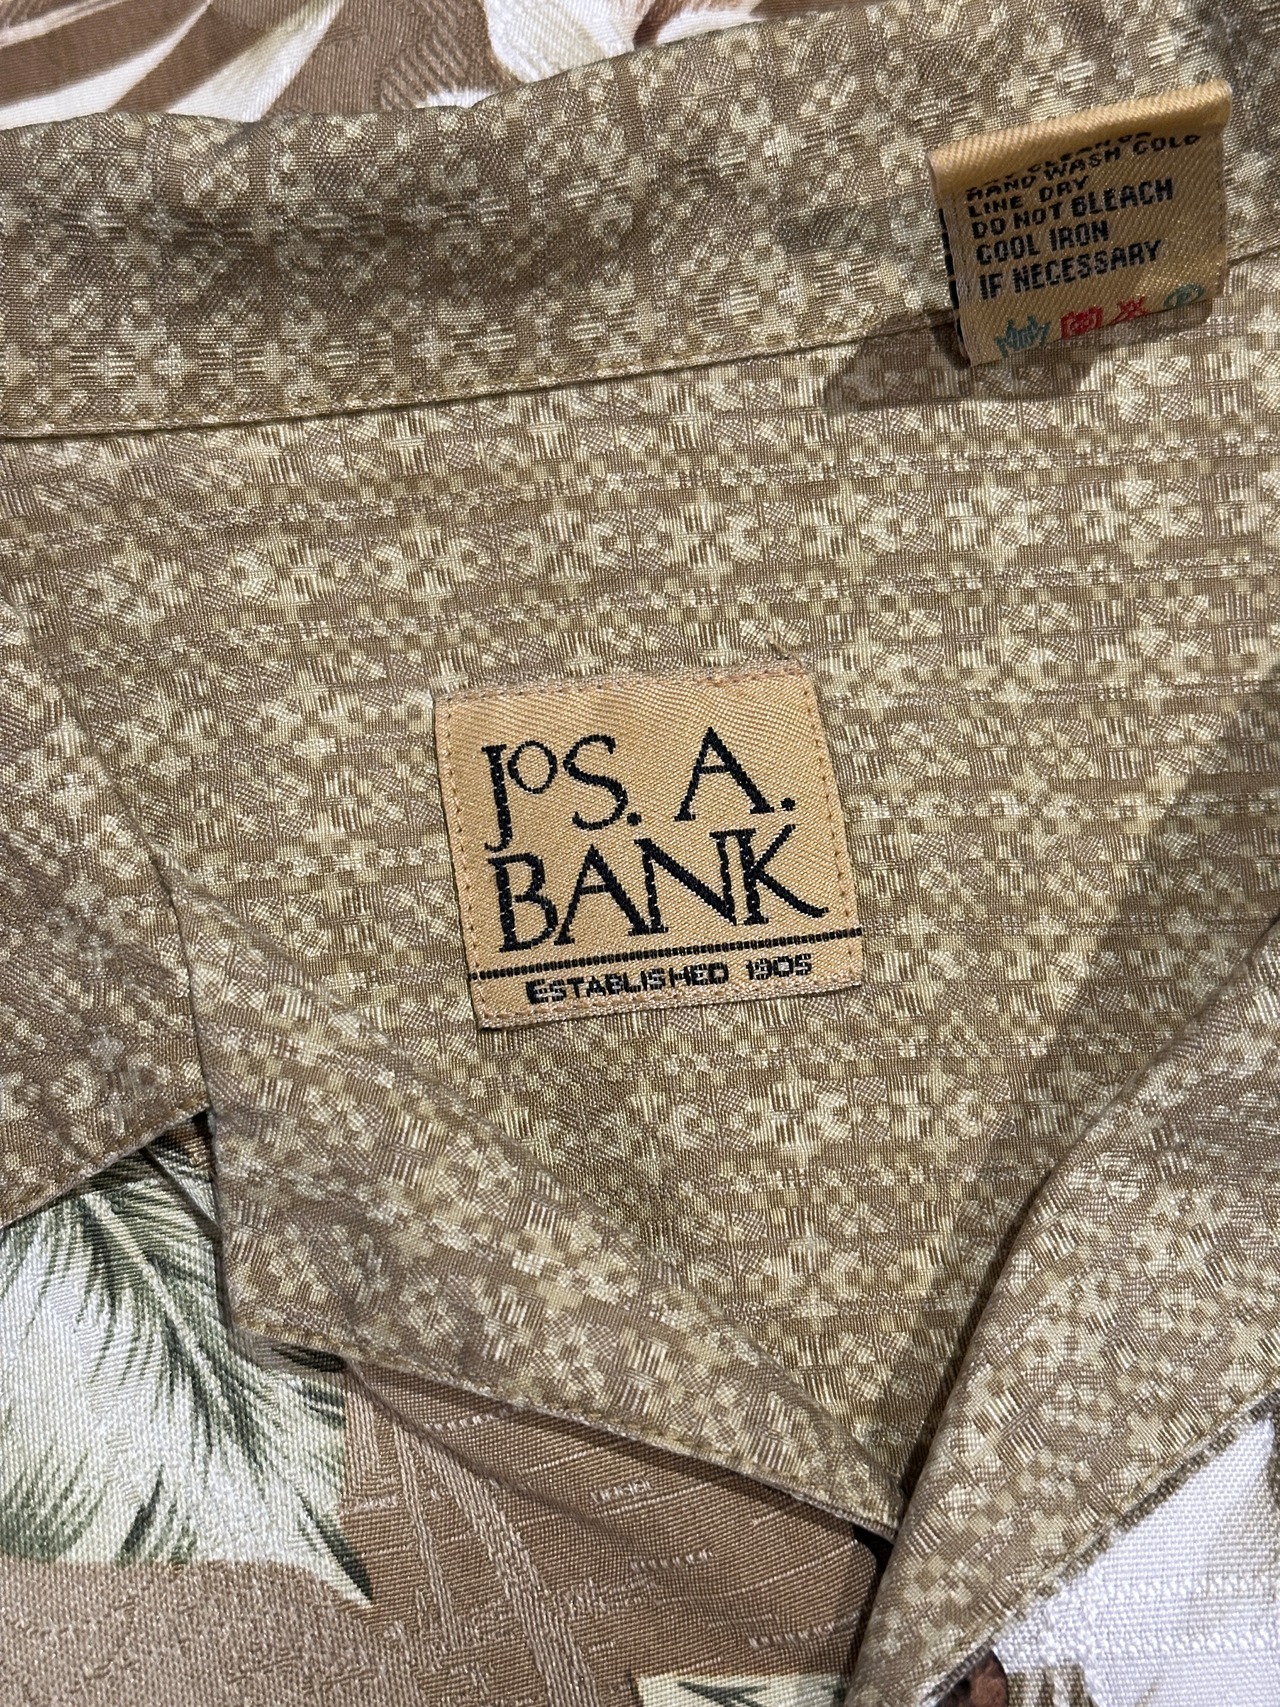 HAND WASH COLD
LINE DRY
DO NOT BLEACH
COOL IRON
IF NECESSARY
JoS. A.
BANK
ESTABLISHED 1905